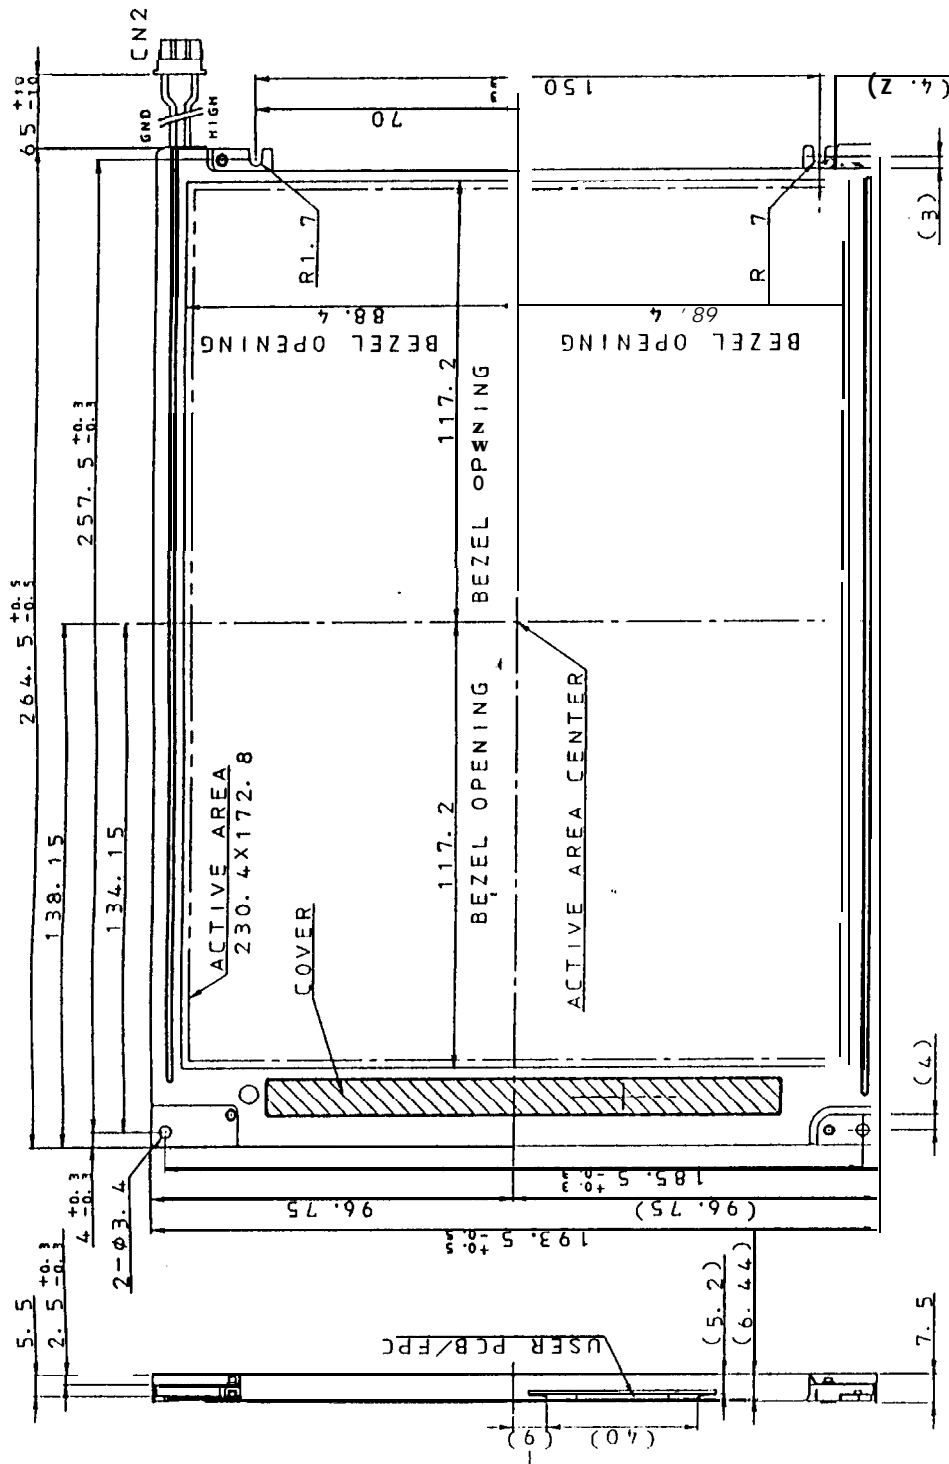 CN2
65 +10 -10
GND
HIGH
150
(4. 2)
70
(3)
R1. 7
R 7
88. 4
BEZEL OPENING
68, 4
BEZEL OPENING
264. 5 +0. 5 -0. 5
257. 5 +0. 3 -0. 3
117. 2
BEZEL OPENING
138. 15
134. 15
ACTIVE AREA
230. 4X172. 8
117. 2
BEZEL OPENING
COVER
ACTIVE AREA CENTER
(4)
4 +0. 3 -0. 3
2-φ3. 4
185. 5 +0. 3 -0. 3
96. 75
(96. 75)
193. 5 +0. 5 -0. 5
5. 5
2. 5 +0. 3 -0. 3
USER PCB/FPC
(5. 2)
(6. 44)
7. 5
(9)
(40)